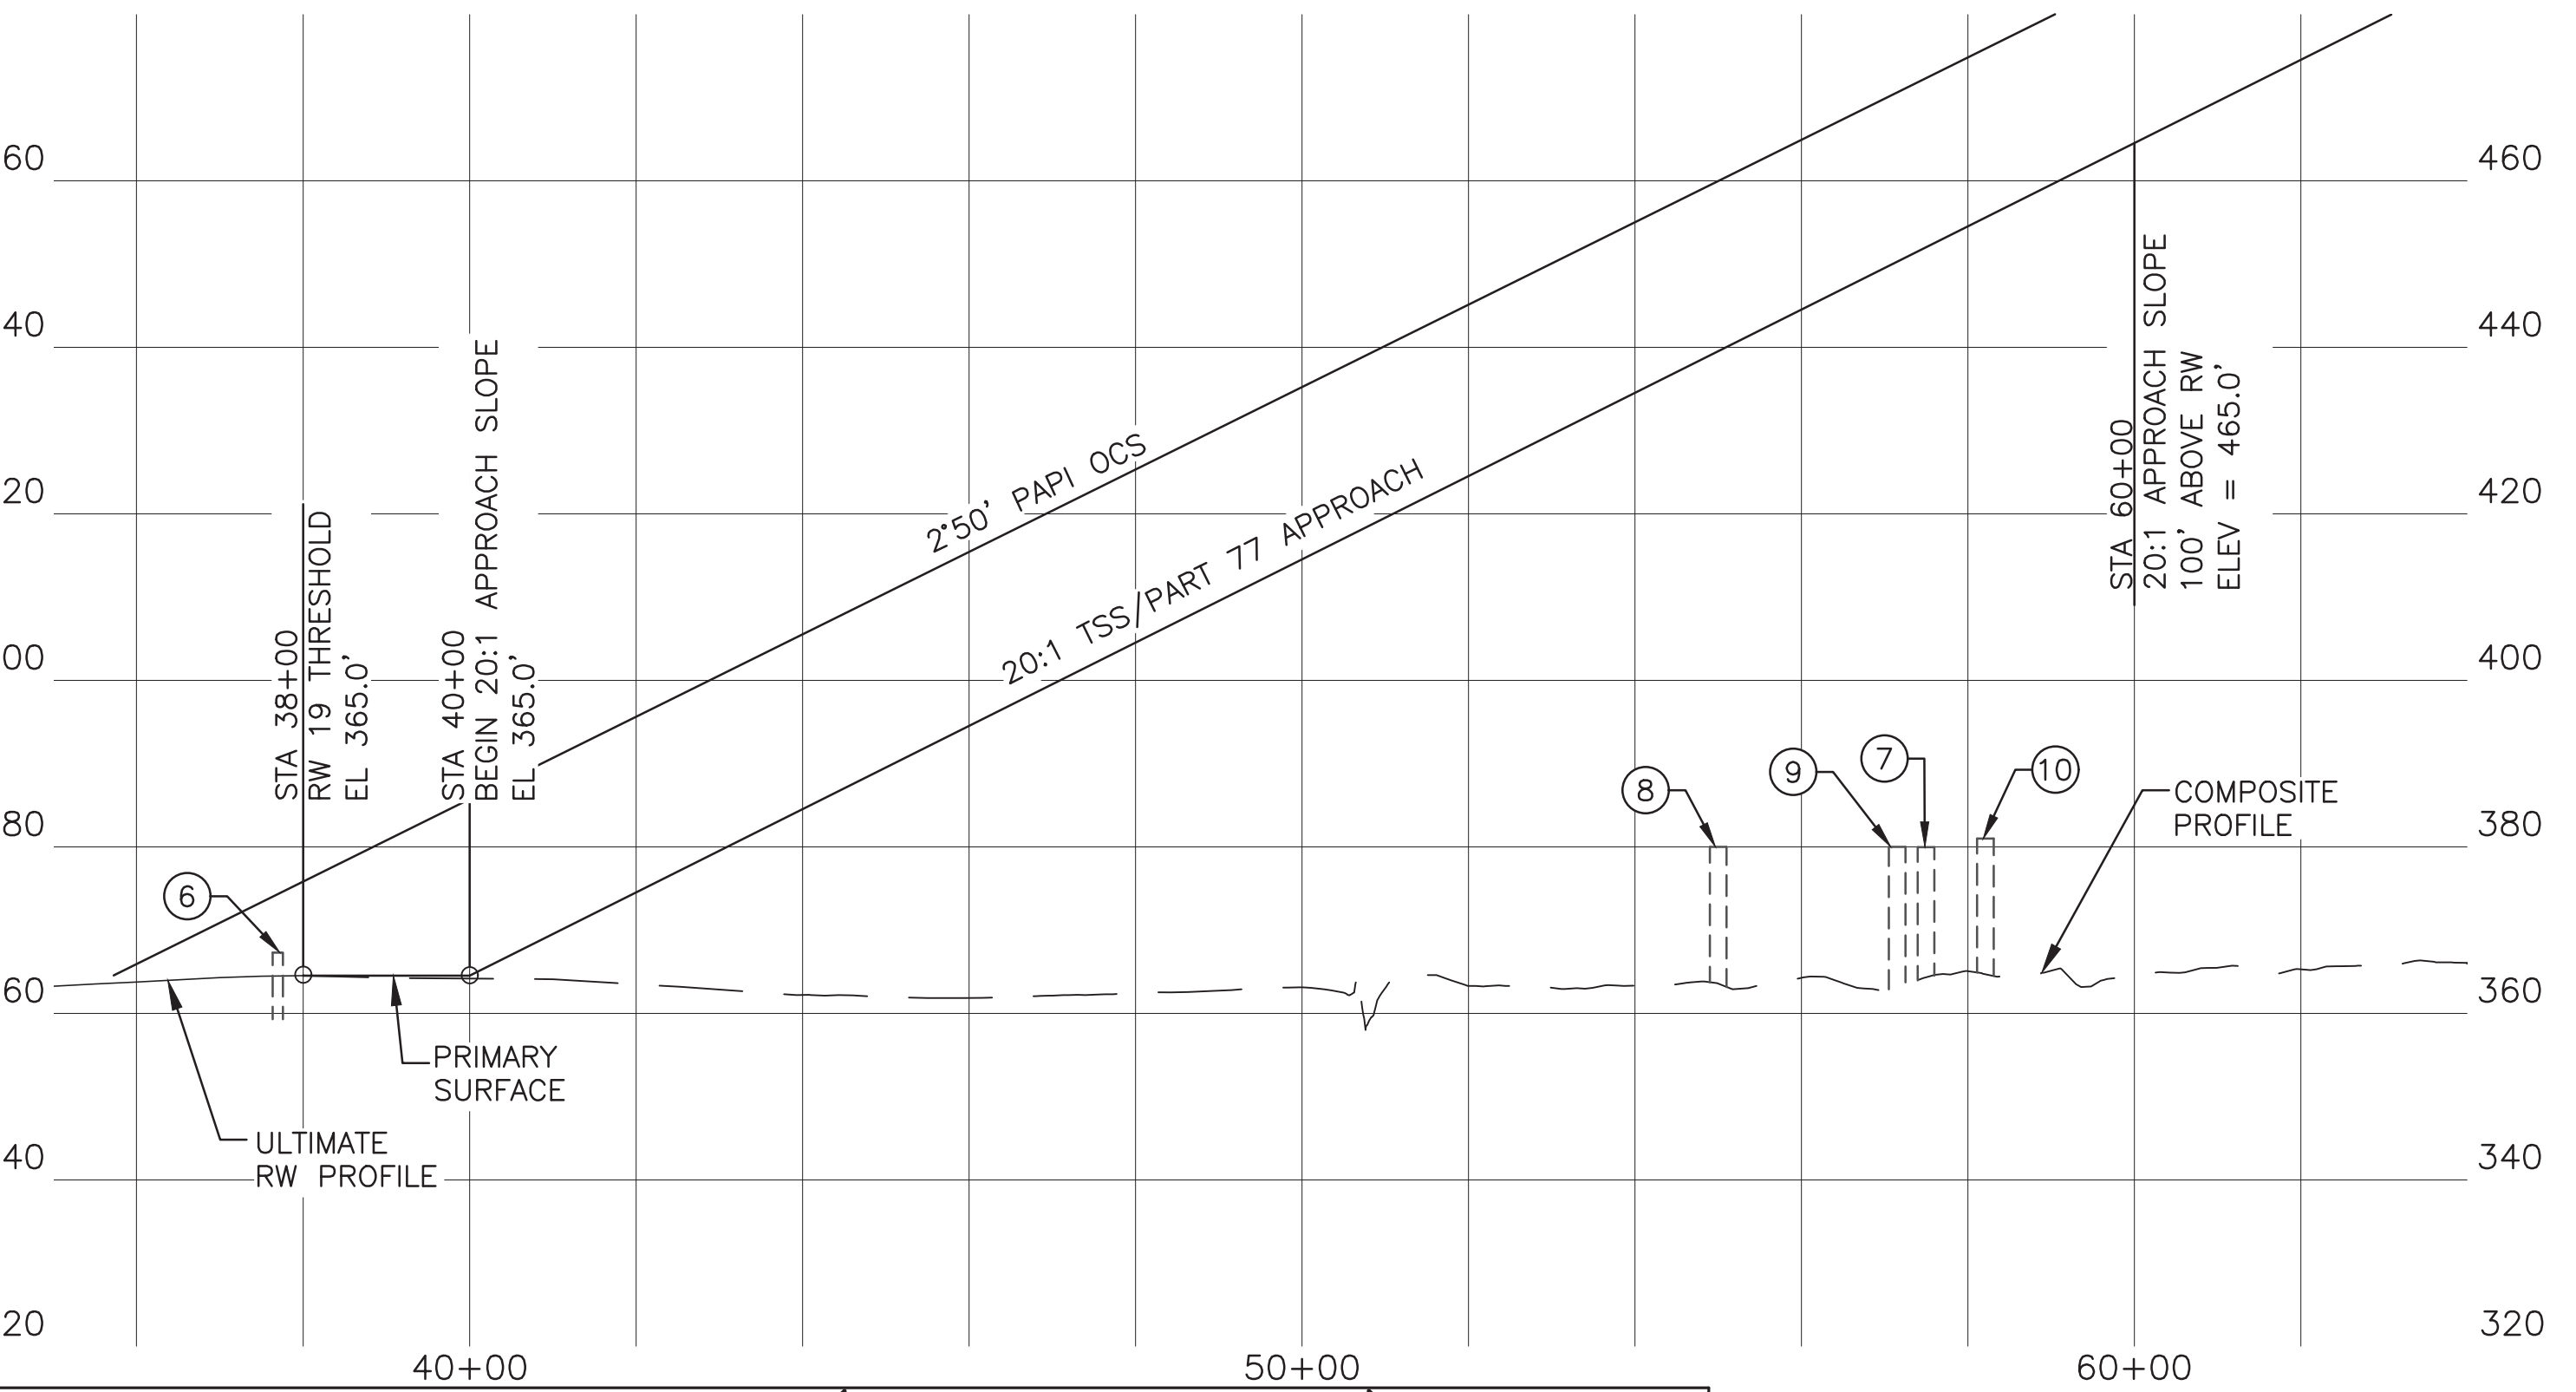 60
460
40
440
20
420
00
400
80
380
60
360
40
340
20
320
STA 38+00
RW 19 THRESHOLD
EL 365.0'
STA 40+00
BEGIN 20:1 APPROACH SLOPE
EL 365.0'
2°50' PAPI OCS
20:1 TSS/PART 77 APPROACH
STA 60+00
20:1 APPROACH SLOPE
100' ABOVE RW
ELEV = 465.0'
6
8
9
7
10
COMPOSITE
PROFILE
PRIMARY
SURFACE
ULTIMATE
RW PROFILE
40+00
50+00
60+00